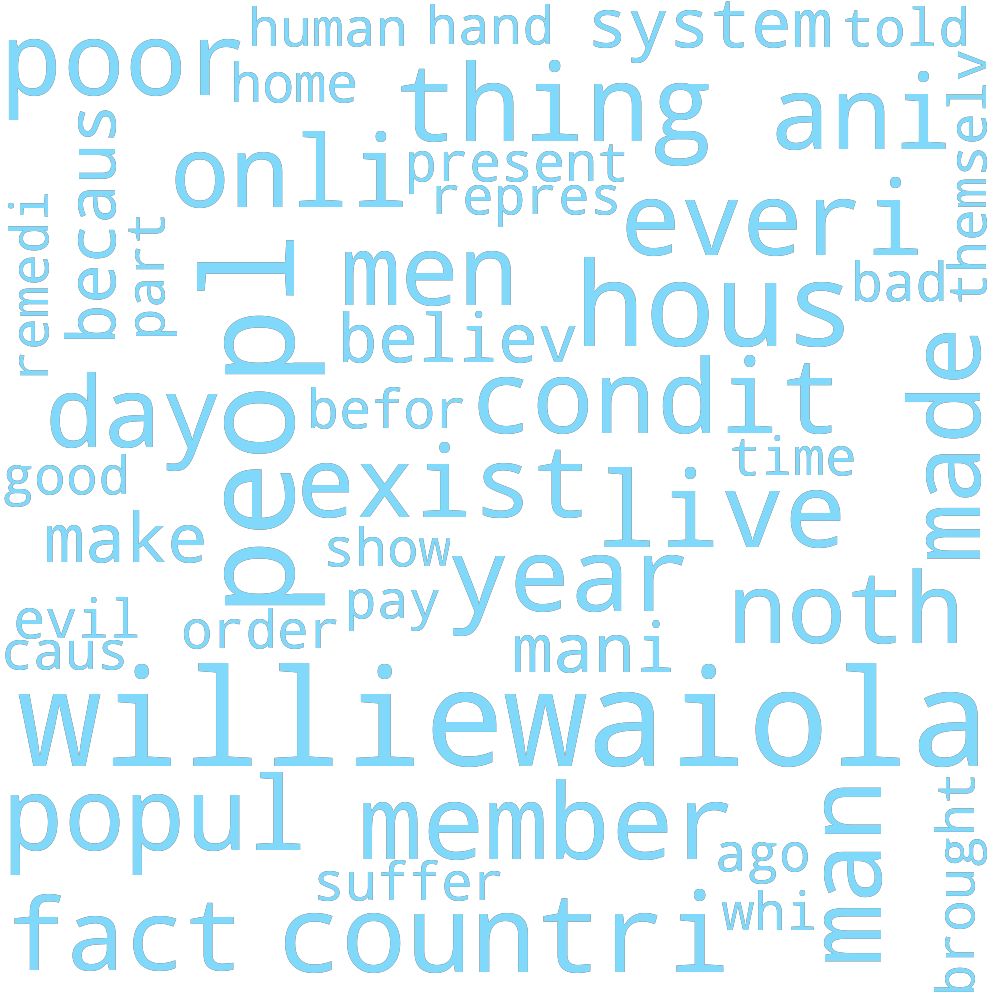 human hand system told
poor
home
thing ani
themselv
becaus
onli
present
repres
everi
remedi
part
peopl
men
hous
bad
believ
made
day
befor
condit
time
good
exist
live
make
show
year
pay
noth
evil
order
mani
caus
williewaiola
popul
member
man
brought
ago
suffer
whi
fact
countri